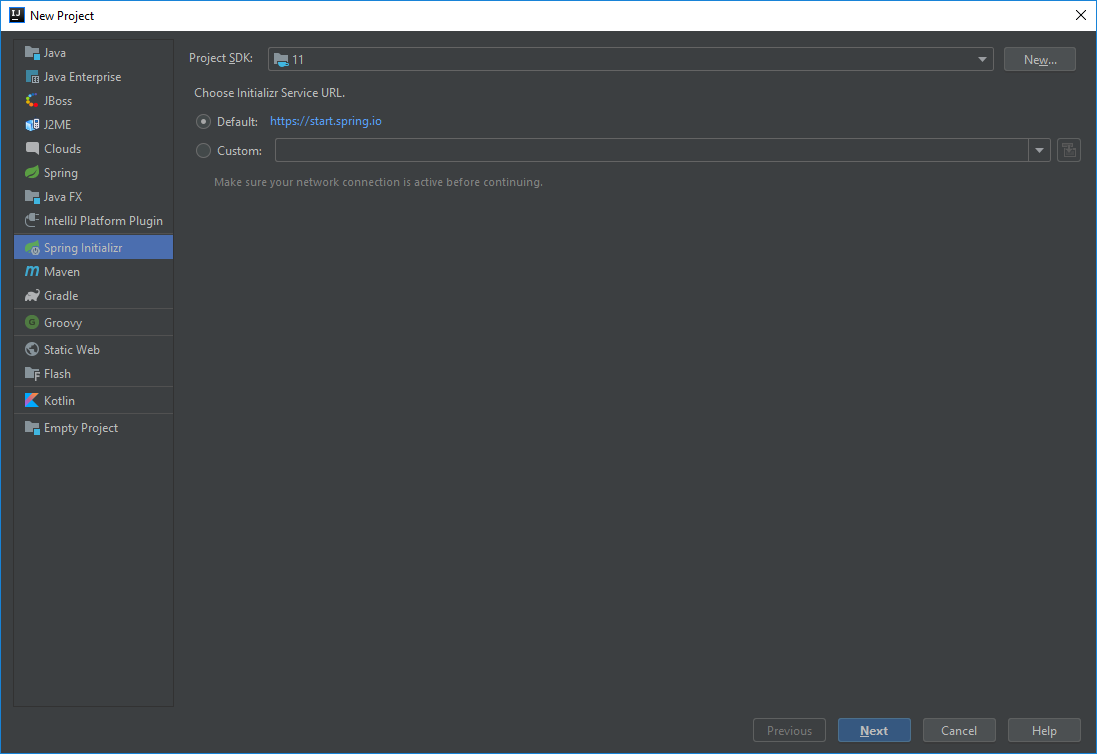 New Project
Java
Java Enterprise
JBoss
J2ME
Clouds
Spring
Java FX
IntelliJ Platform Plugin
Spring Initializr
Maven
Gradle
Groovy
Static Web
Flash
Kotlin
Empty Project
Project SDK: 11 New...
Choose Initializr Service URL.
Default: https://start.spring.io
Custom:
Make sure your network connection is active before continuing.
Previous Next Cancel Help